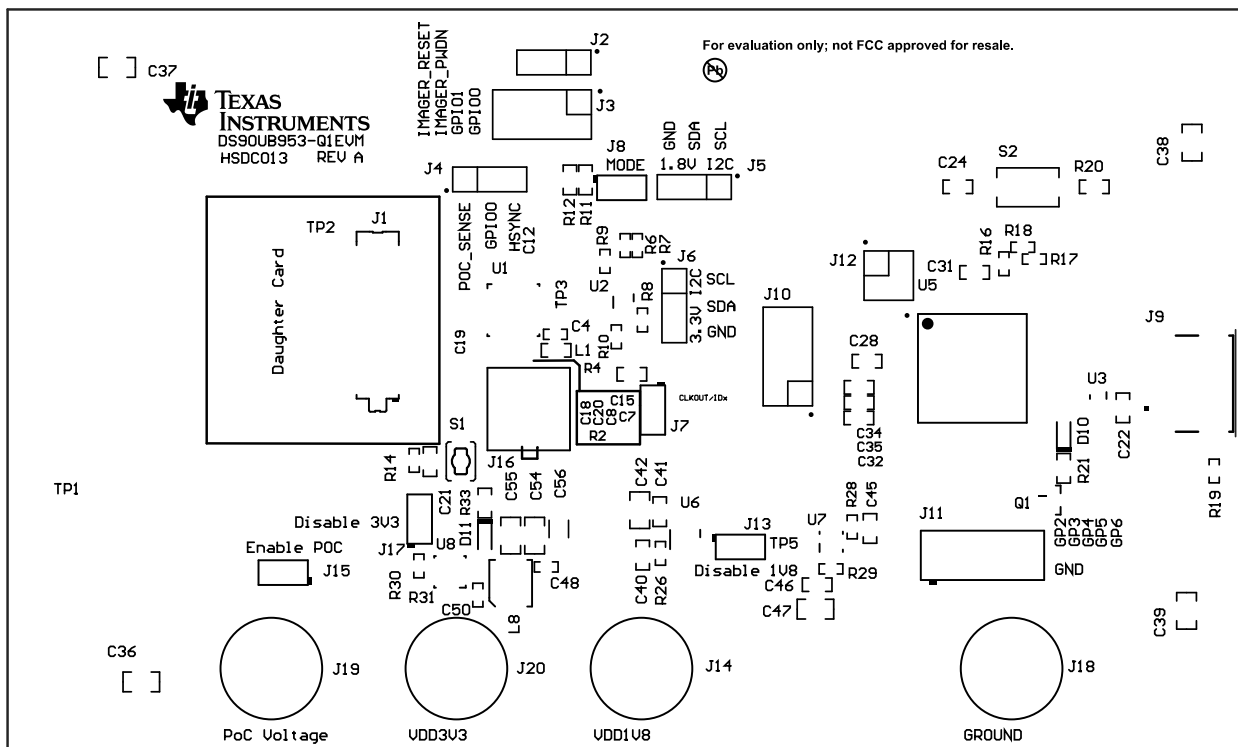 For evaluation only; not FCC approved for resale.
Pb
C37
TEXAS
INSTRUMENTS
DS90UB953-Q1EVM
HSDC013 REV A
IMAGER_RESET
IMAGER_PWDN
GPIO1
GPIO0
J2
J3
J4
R12
R11
J8
MODE
GND
SDA
SCL
1.8V I2C
J5
C24
S2
R20
C38
TP2
J1
Daughter Card
POC_SENSE
GPIO0
HSYNC
C12
U1
TP3
C19
C4
L1
R4
R9
R6
R7
U2
R8
R10
J6
3.3V I2C
SCL
SDA
GND
J10
J12
U5
C31
R16
R18
R17
J9
C28
C34
C35
C32
U3
C22
D10
R21
Q1
R19
C18
C20
C8
C15
C7
R2
J7
CLKOUT/IDx
S1
J16
R14
C21
R33
C55
C54
C56
C42
C41
U6
TP1
Disable 3V3
J17
D11
U8
Enable POC
J15
R30
R31
C50
L8
C48
C40
R26
J13
TP5
Disable 1V8
U7
R28
C45
R29
C46
C47
J11
GP2
GP3
GP4
GP5
GP6
GND
C39
C36
J19
J20
J14
J18
PoC Voltage
VDD3V3
VDD1V8
GROUND